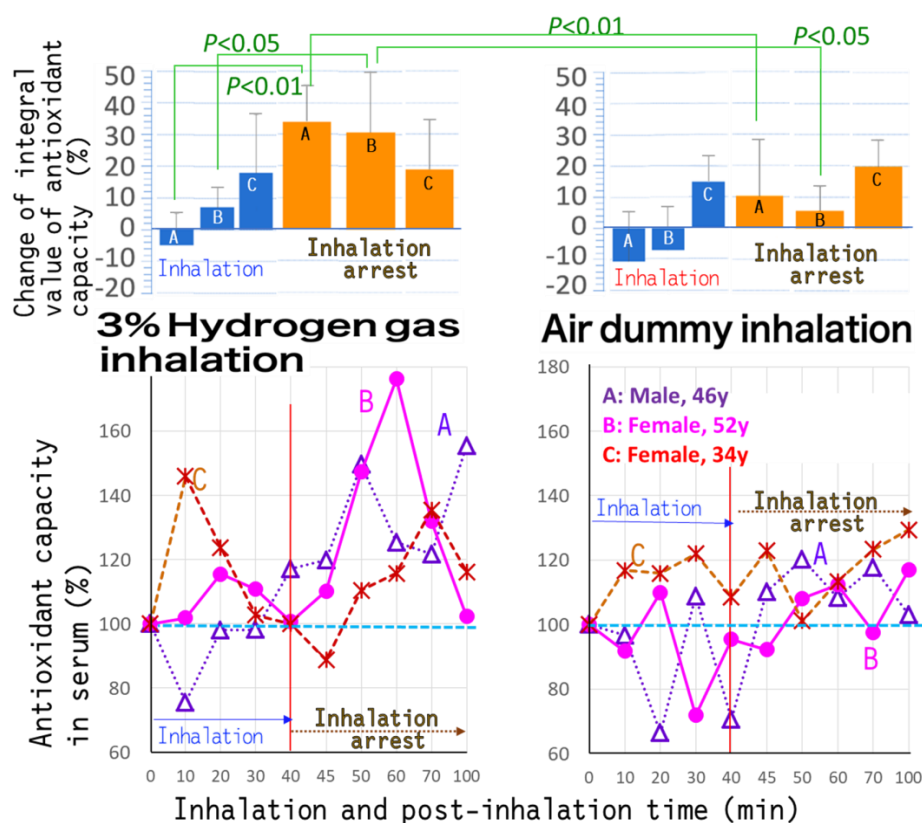 P<0.05
P<0.01
P<0.01
P<0.05
Change of integral
value of antioxidant
capacity (%)
50
40
30
20
10
0
-10
-20
A
B
C
A
B
C
Inhalation
Inhalation
arrest
50
40
30
20
10
0
-10
-20
A
B
C
A
B
C
Inhalation
Inhalation
arrest
3% Hydrogen gas
inhalation
Air dummy inhalation
Antioxidant capacity
in serum (%)
160
140
120
100
80
60
C
B
A
Inhalation
Inhalation
arrest
0 10 20 30 40 45 50 60 70 100
180
160
140
120
100
80
60
A: Male, 46y
B: Female, 52y
C: Female, 34y
Inhalation
Inhalation
arrest
C
A
B
0 10 20 30 40 45 50 60 70 100
Inhalation and post-inhalation time (min)